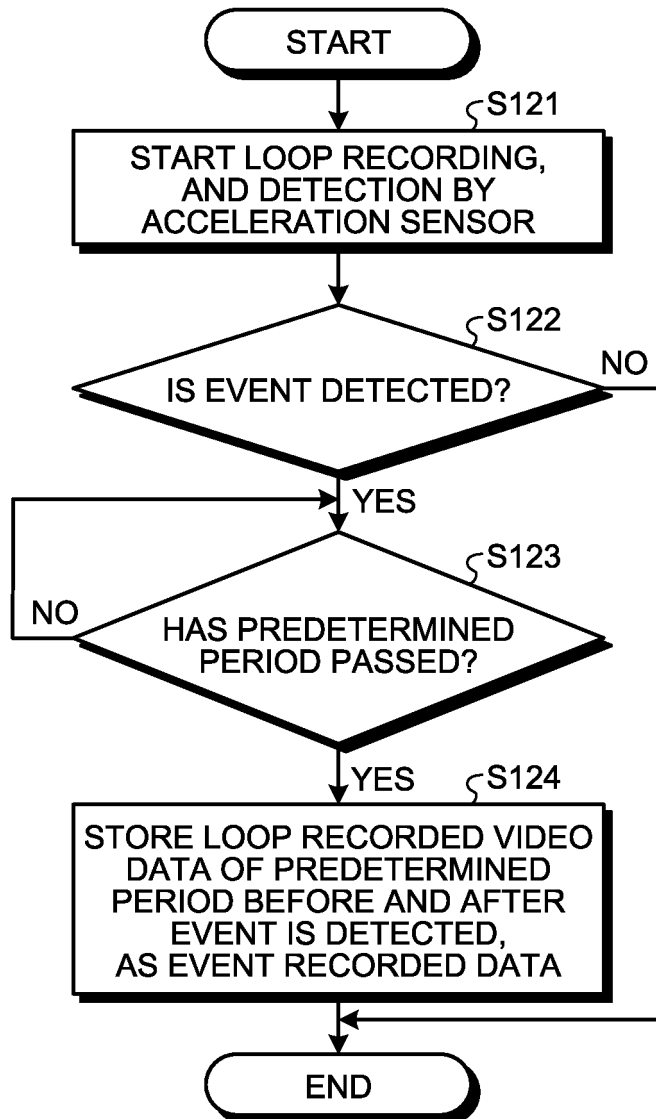 START
S121
START LOOP RECORDING,
AND DETECTION BY
ACCELERATION SENSOR
S122
NO
IS EVENT DETECTED?
YES
S123
NO
HAS PREDETERMINED
PERIOD PASSED?
YES
S124
STORE LOOP RECORDED VIDEO
DATA OF PREDETERMINED
PERIOD BEFORE AND AFTER
EVENT IS DETECTED,
AS EVENT RECORDED DATA
END